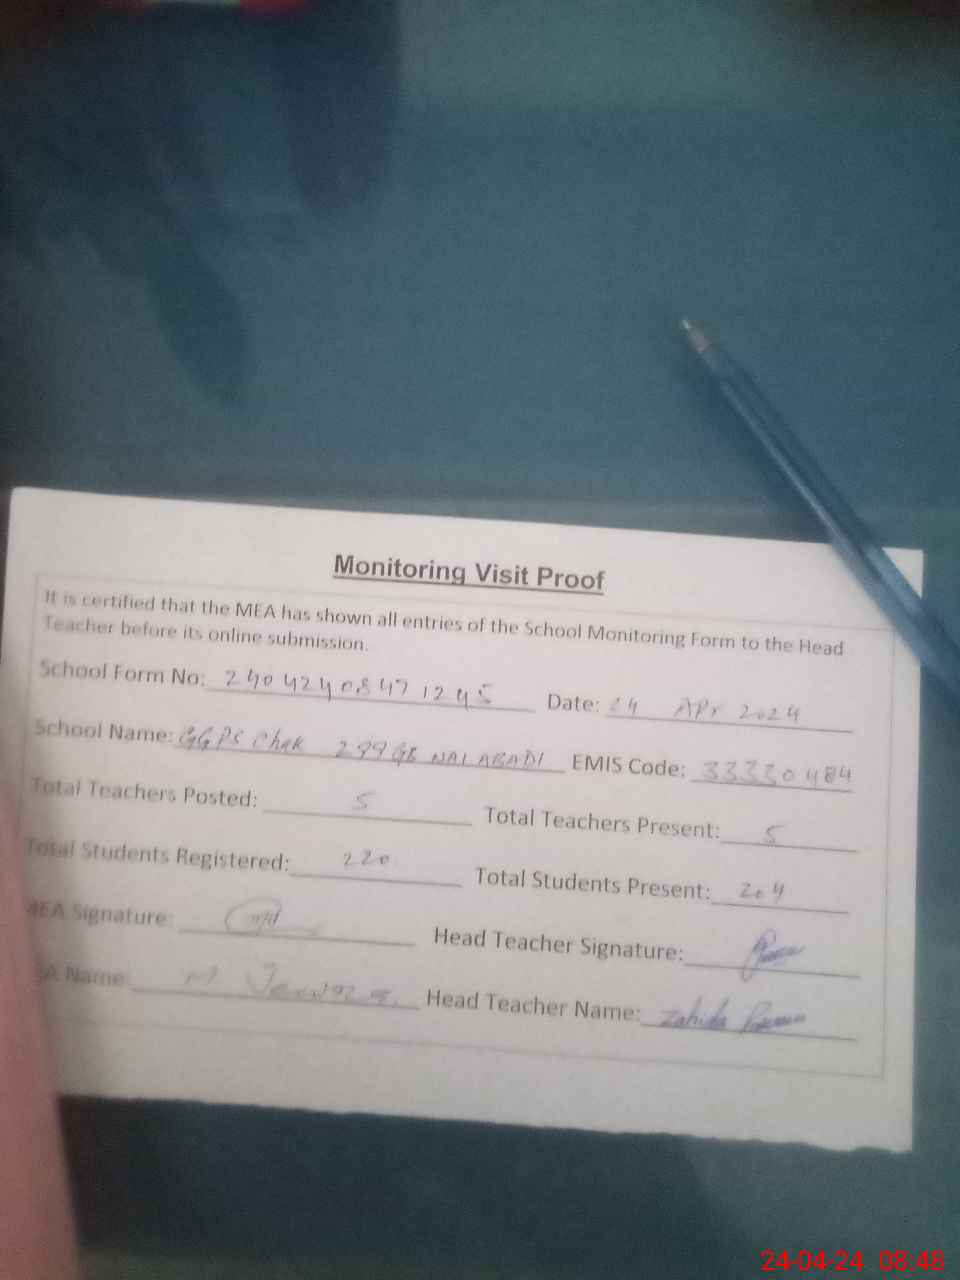 Monitoring Visit Proof
It is certified that the MEA has shown all entries of the School Monitoring Form to the Head
Teacher before its online submission.
School Form No: 24042408471245 Date: 24 APr 2024
School Name: GGPS Chak 299 GB NAI ABADI EMIS Code: 33330484
Total Teachers Posted: 5 Total Teachers Present: 5
Total Students Registered: 220 Total Students Present: 204
MEA Signature: Head Teacher Signature:
EA Name: M Head Teacher Name: Zahida
24-04-24 08:48